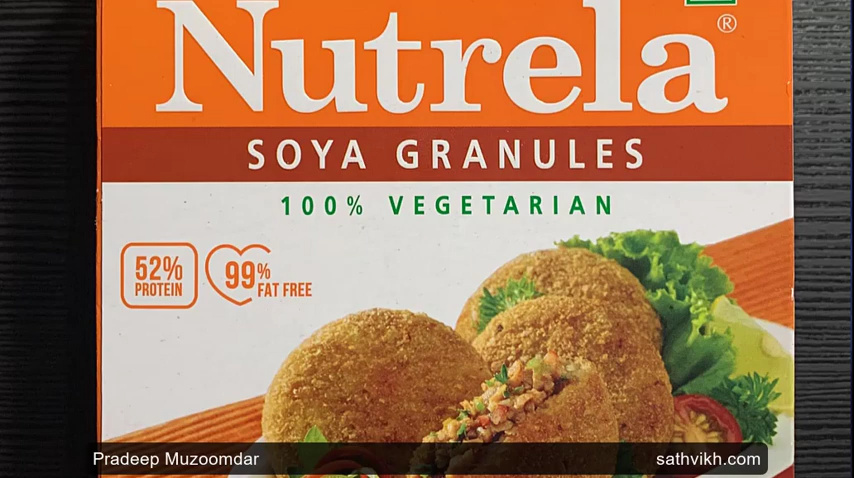 Nutrela®
SOYA GRANULES
100% VEGETARIAN
52%
PROTEIN
99%
FAT FREE
Pradeep Muzoomdar
sathvikh.com